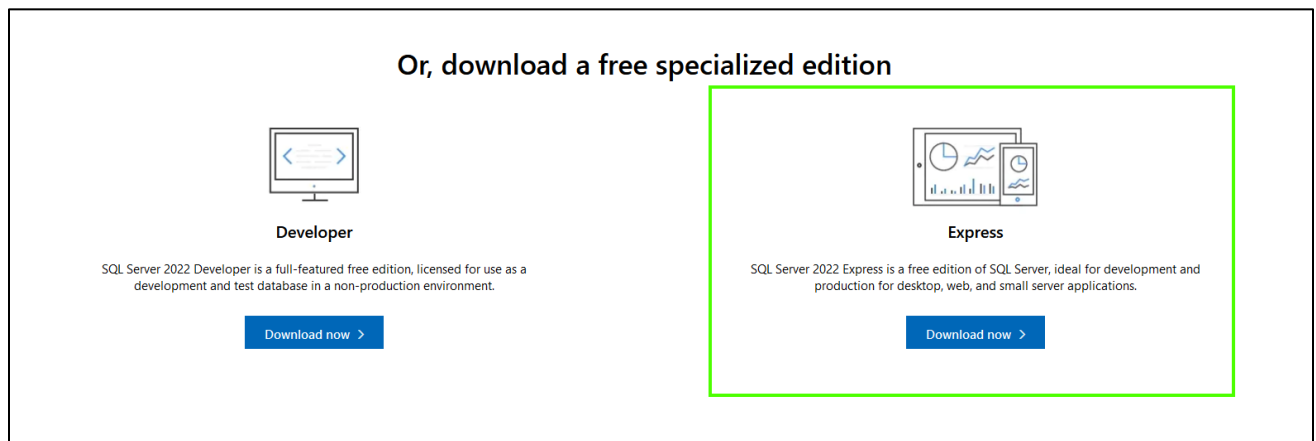 Or, download a free specialized edition
Developer
SQL Server 2022 Developer is a full-featured free edition, licensed for use as a
development and test database in a non-production environment.
Download now >
Express
SQL Server 2022 Express is a free edition of SQL Server, ideal for development and
production for desktop, web, and small server applications.
Download now >